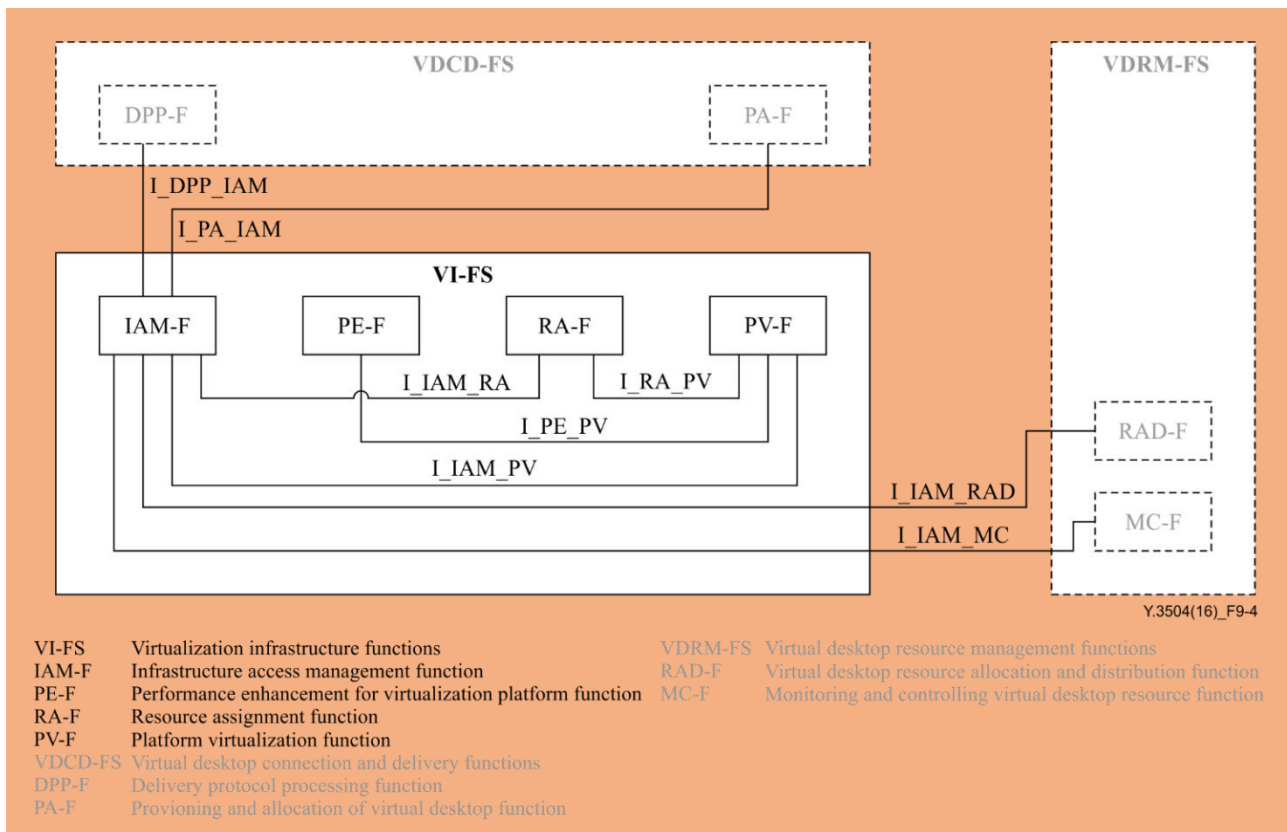 VDCD-FS
VDRM-FS
DPP-F
PA-F
I_DPP_IAM
I_PA_IAM
VI-FS
IAM-F
PE-F
RA-F
PV-F
I_IAM_RA
I_RA_PV
I_PE_PV
I_IAM_PV
RAD-F
I_IAM_RAD
MC-F
I_IAM_MC
Y.3504(16)_F9-4
VI-FS Virtualization infrastructure functions
IAM-F Infrastructure access management function
PE-F Performance enhancement for virtualization platform function
RA-F Resource assignment function
PV-F Platform virtualization function
VDCD-FS Virtual desktop connection and delivery functions
DPP-F Delivery protocol processing function
PA-F Provioning and allocation of virtual desktop function
VDRM-FS Virtual desktop resource management functions
RAD-F Virtual desktop resource allocation and distribution function
MC-F Monitoring and controlling virtual desktop resource function